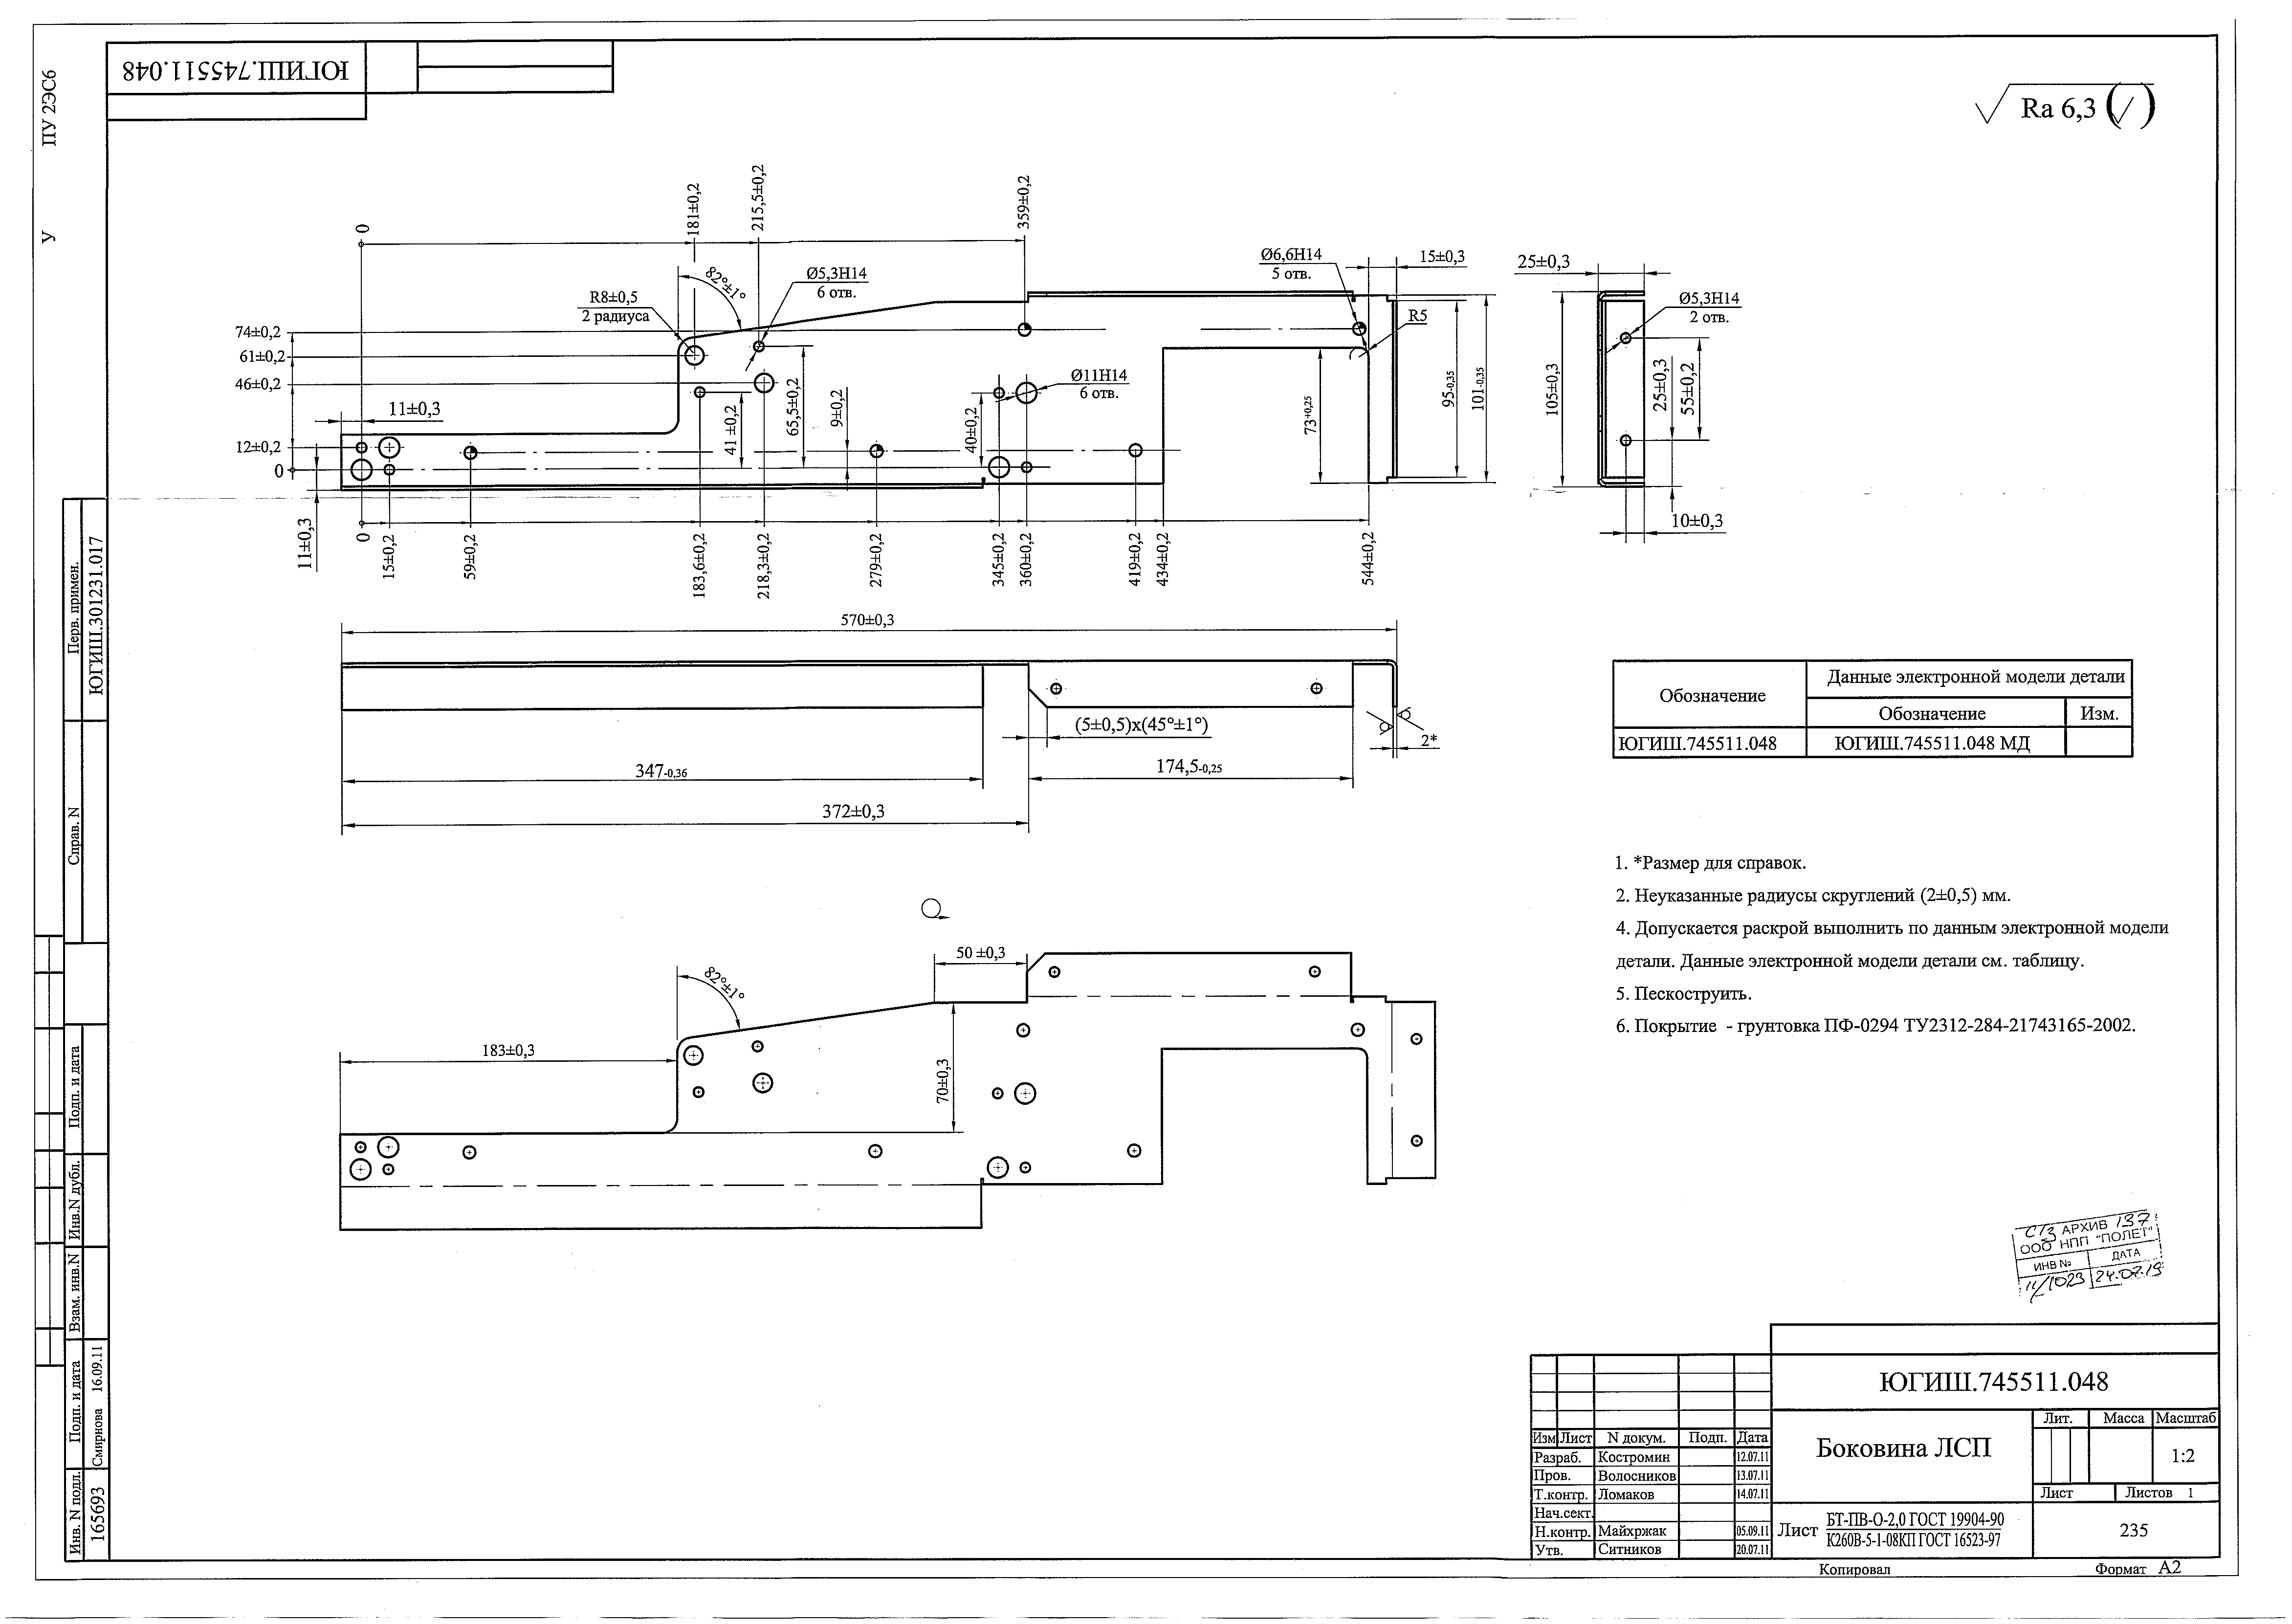 ЮГИШ.745511.048
ПУ 2ЭС6
У
√ Ra 6,3 (√)
0
181±0,2
215,5±0,2
359±0,2
82°±1°
Ø5,3H14
6 отв.
R8±0,5
2 радиуса
Ø6,6H14
5 отв.
15±0,3
R5
74±0,2
61±0,2
46±0,2
12±0,2
0
11±0,3
41 ±0,2
65,5±0,2
9±0,2
40±0,2
Ø11H14
6 отв.
73+0,25
95-0,35
101-0,35
11±0,3
0
15±0,2
59±0,2
183,6±0,2
218,3±0,2
279±0,2
345±0,2
360±0,2
419±0,2
434±0,2
544±0,2
25±0,3
Ø5,3H14
2 отв.
105±0,3
25±0,3
55±0,2
10±0,3
570±0,3
(5±0,5)x(45°±1°)
2*
347-0,36
174,5-0,25
372±0,3
50 ±0,3
82°±1°
183±0,3
70±0,3
Обозначение
Данные электронной модели детали
Обозначение
Изм.
ЮГИШ.745511.048
ЮГИШ.745511.048 МД
1. *Размер для справок.
2. Неуказанные радиусы скруглений (2±0,5) мм.
4. Допускается раскрой выполнить по данным электронной модели
детали. Данные электронной модели детали см. таблицу.
5. Пескоструить.
6. Покрытие - грунтовка ПФ-0294 ТУ2312-284-21743165-2002.
СГЗ АРХИВ 137
ООО НПП "ПОЛЕТ"
ИНВ № ДАТА
11/1023 24.07.19
Перв. примен.
ЮГИШ.301231.017
Справ. N
Подп. и дата
Инв.N дубл.
Взам. инв.N
Подп. и дата
Смирнова 16.09.11
Инв. N подл.
165693
ЮГИШ.745511.048
Изм Лист N докум. Подп. Дата
Разраб. Костромин 12.07.11
Пров. Волосников 13.07.11
Т.контр. Ломаков 14.07.11
Нач.сект.
Н.контр. Майхржак 05.09.11
Утв. Ситников 20.07.11
Боковина ЛСП
Лит. Масса Масштаб
1:2
Лист Листов 1
Лист
БТ-ПВ-О-2,0 ГОСТ 19904-90
К260В-5-1-08КП ГОСТ 16523-97
235
Копировал
Формат А2